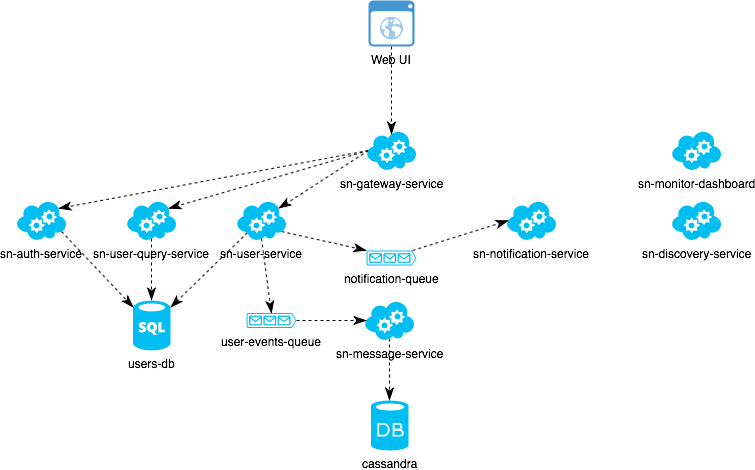 Web UI
sn-gateway-service
sn-monitor-dashboard
sn-auth-service
sn-user-query-service
sn-user-service
sn-notification-service
sn-discovery-service
notification-queue
SQL
users-db
user-events-queue
sn-message-service
DB
cassandra